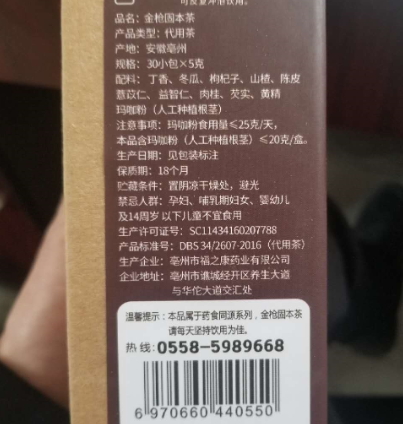 可反复冲泡饮用。
品名：金枪固本茶
产品类型：代用茶
产地：安徽亳州
规格：30小包×5克
配料：丁香、冬瓜、枸杞子、山楂、陈皮
薏苡仁、益智仁、肉桂、芡实、黄精
玛咖粉（人工种植根茎）
注意事项：玛咖粉食用量≤25克/天，
本品含玛咖粉（人工种植根茎）≤20克/盒。
生产日期：见包装标注
保质期：18个月
贮藏条件：置阴凉干燥处，避光
禁忌人群：孕妇、哺乳期妇女、婴幼儿
及14周岁 以下儿童不宜食用
生产许可证号：SC11434160207788
产品标准号：DBS 34/2607-2016（代用茶）
生产企业：亳州市福之康药业有限公司
企业地址：亳州市谯城经开区养生大道
与华佗大道交汇处
温馨提示：本品属于药食同源系列，金枪固本茶
请每天坚持饮用为佳。
热 线：0558-5989668
6 970660 440550